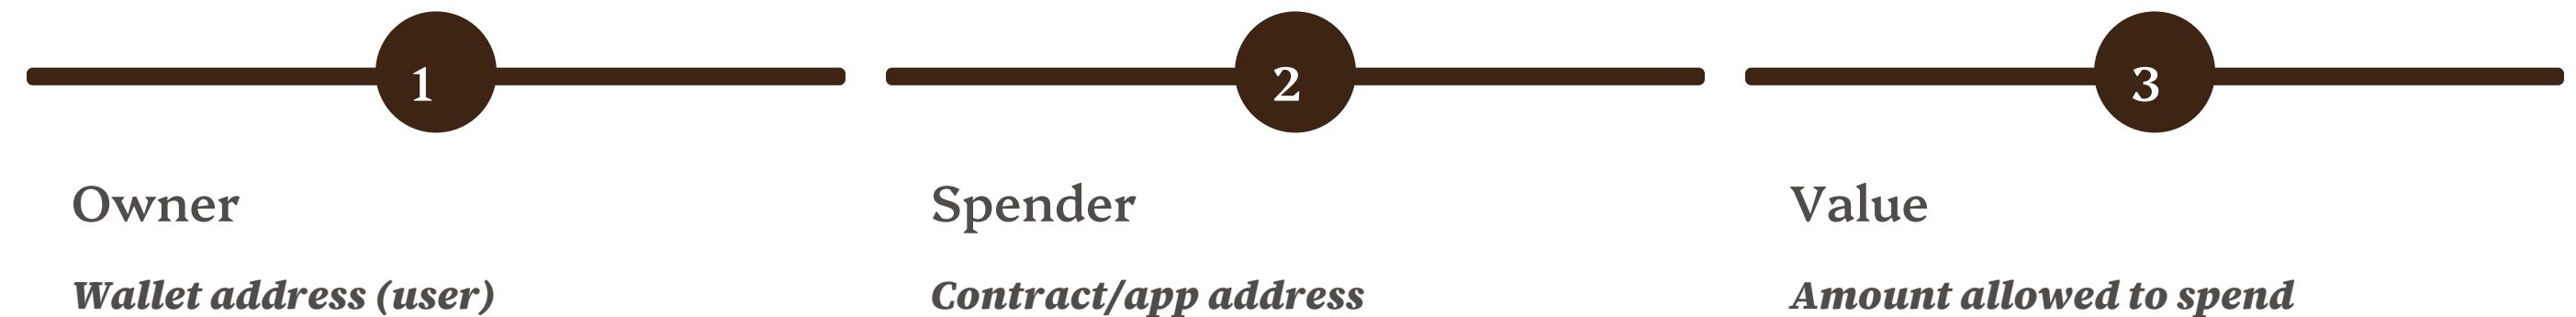 1
2
3
Owner
Spender
Value
Wallet address (user)
Contract/app address
Amount allowed to spend